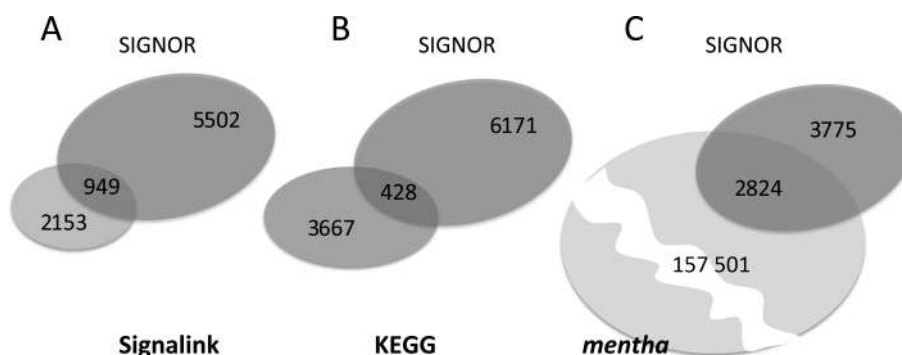 A
SIGNOR
5502
949
2153
Signalink
B
SIGNOR
6171
428
3667
KEGG
C
SIGNOR
3775
2824
157 501
mentha